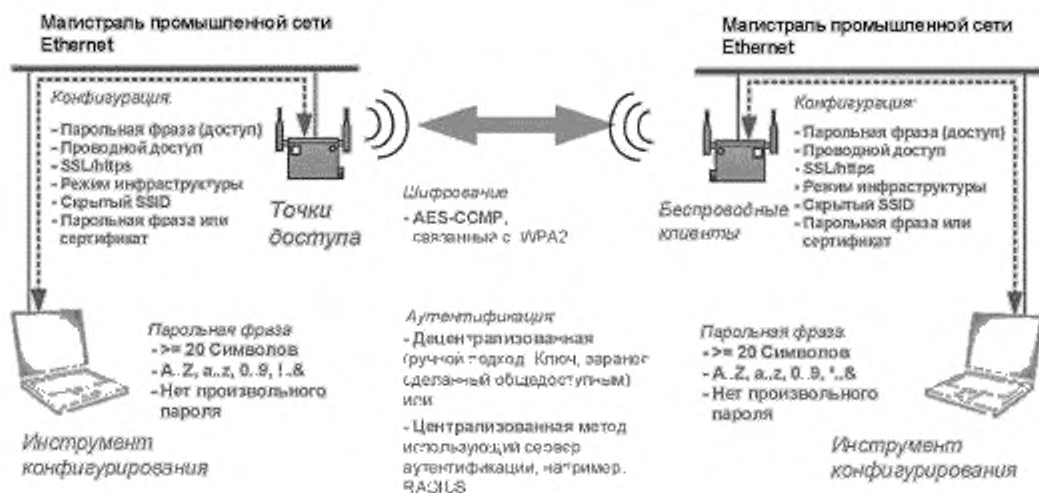 Магистраль промышленной сети
Ethernet
Конфигурация:
- Парольная фраза (доступ)
- Проводной доступ
- SSL/https
- Режим инфраструктуры
- Скрытый SSID
- Парольная фраза или
сертификат
Точки
доступа
Парольная фраза
- >= 20 Символов
- A..Z, a..z, 0..9, !..&
- Нет произвольного
пароля
Инструмент
конфигурирования
Шифрование
- AES-CCMP,
связанный с WPA2
Аутентификация:
- Децентрализованная
(ручной подход. Ключ, заранее
сделанный общедоступным)
или
- Централизованная метод
использующий сервер
аутентификации, например.
RADIUS
Магистраль промышленной сети
Ethernet
Конфигурация:
- Парольная фраза (доступ)
- Проводной доступ
- SSL/https
- Режим инфраструктуры
- Скрытый SSID
- Парольная фраза или
сертификат
Беспроводные
клиенты
Парольная фраза.
- >= 20 Символов
- A..Z, a..z, 0..9, !..&
- Нет произвольного
пароля
Инструмент
конфигурирования